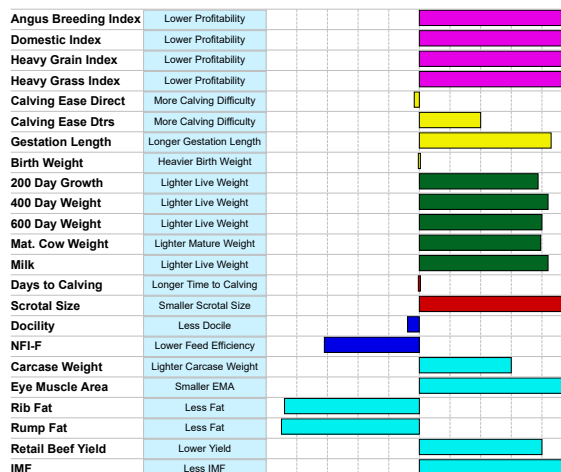 Angus Breeding Index Lower Profitability
Domestic Index Lower Profitability
Heavy Grain Index Lower Profitability
Heavy Grass Index Lower Profitability
Calving Ease Direct More Calving Difficulty
Calving Ease Dtrs More Calving Difficulty
Gestation Length Longer Gestation Length
Birth Weight Heavier Birth Weight
200 Day Growth Lighter Live Weight
400 Day Weight Lighter Live Weight
600 Day Weight Lighter Live Weight
Mat. Cow Weight Lighter Mature Weight
Milk Lighter Live Weight
Days to Calving Longer Time to Calving
Scrotal Size Smaller Scrotal Size
Docility Less Docile
NFI-F Lower Feed Efficiency
Carcase Weight Lighter Carcase Weight
Eye Muscle Area Smaller EMA
Rib Fat Less Fat
Rump Fat Less Fat
Retail Beef Yield Lower Yield
IMF Less IMF